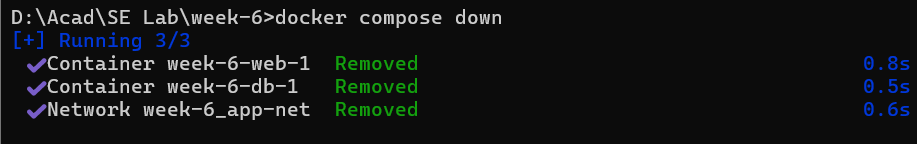 D:\Acad\SE Lab\week-6>docker compose down
[+] Running 3/3
✔Container week-6-web-1  Removed 0.8s
✔Container week-6-db-1  Removed 0.5s
✔Network week-6_app-net  Removed 0.6s